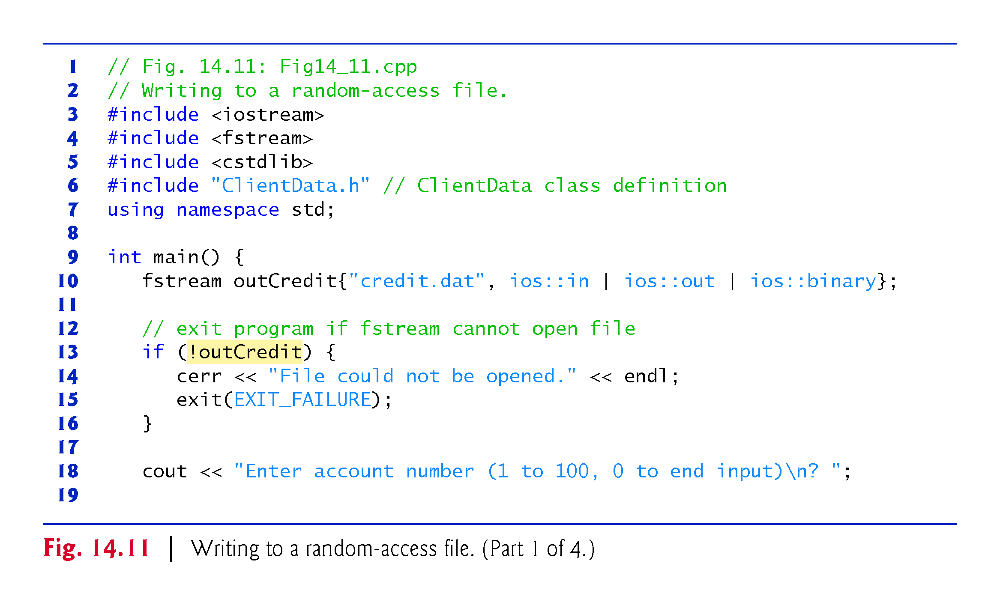 1 // Fig. 14.11: Fig14_11.cpp
2 // Writing to a random-access file.
3 #include <iostream>
4 #include <fstream>
5 #include <cstdlib>
6 #include "ClientData.h" // ClientData class definition
7 using namespace std;
8
9 int main() {
10    fstream outCredit{"credit.dat", ios::in | ios::out | ios::binary};
11
12    // exit program if fstream cannot open file
13    if (!outCredit) {
14       cerr << "File could not be opened." << endl;
15       exit(EXIT_FAILURE);
16    }
17
18    cout << "Enter account number (1 to 100, 0 to end input)\n? ";
19
Fig. 14.11 | Writing to a random-access file. (Part 1 of 4.)